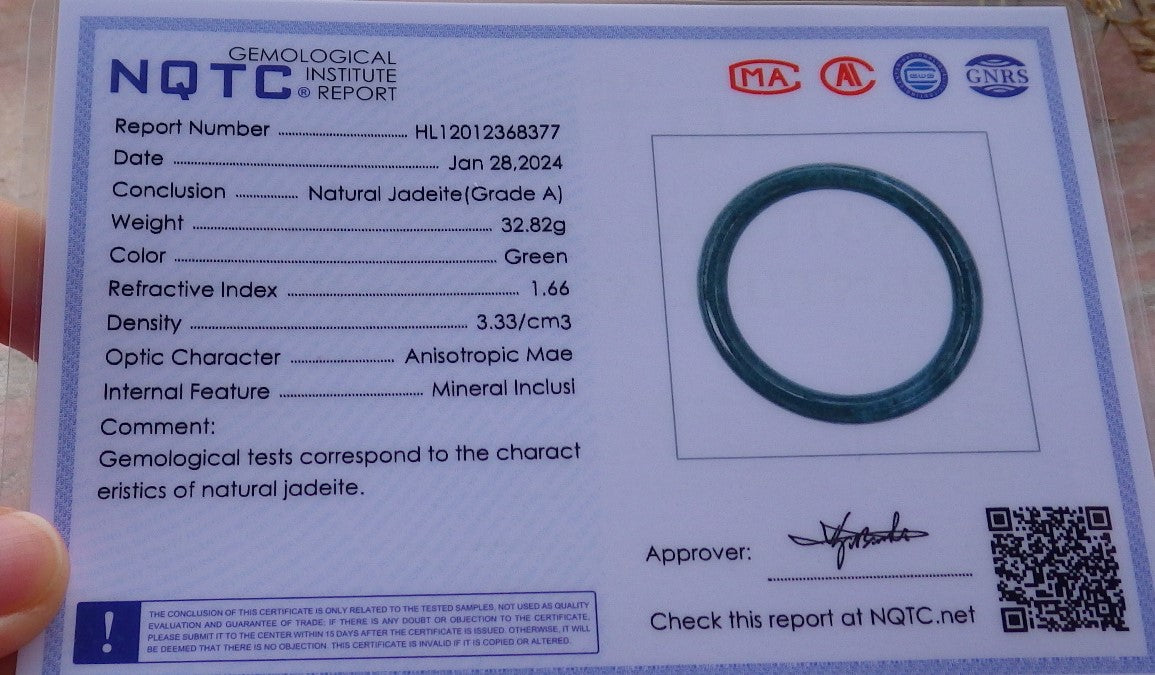 GEMOLOGICAL
NQTC INSTITUTE
® REPORT
MA
GNRS
Report Number ........ HL12012368377
Date ........ Jan 28,2024
Conclusion ........ Natural Jadeite(Grade A)
Weight ........ 32.82g
Color ........ Green
Refractive Index ........ 1.66
Density ........ 3.33/cm3
Optic Character ........ Anisotropic Mae
Internal Feature ........ Mineral Inclusi
Comment:
Gemological tests correspond to the charact
eristics of natural jadeite.
Approver:
Check this report at NQTC.net
!
THE CONCLUSION OF THIS CERTIFICATE IS ONLY RELATED TO THE TESTED SAMPLES, NOT USED AS QUALITY
EVALUATION AND GUARANTEE OF TRADE; IF THERE IS ANY DOUBT OR OBJECTION TO THE CERTIFICATE,
PLEASE SUBMIT IT TO THE CENTER WITHIN 15 DAYS AFTER THE CERTIFICATE IS ISSUED. OTHERWISE, IT WILL
BE DEEMED THAT THERE IS NO OBJECTION. THIS CERTIFICATE IS INVALID IF IT IS COPIED OR ALTERED.